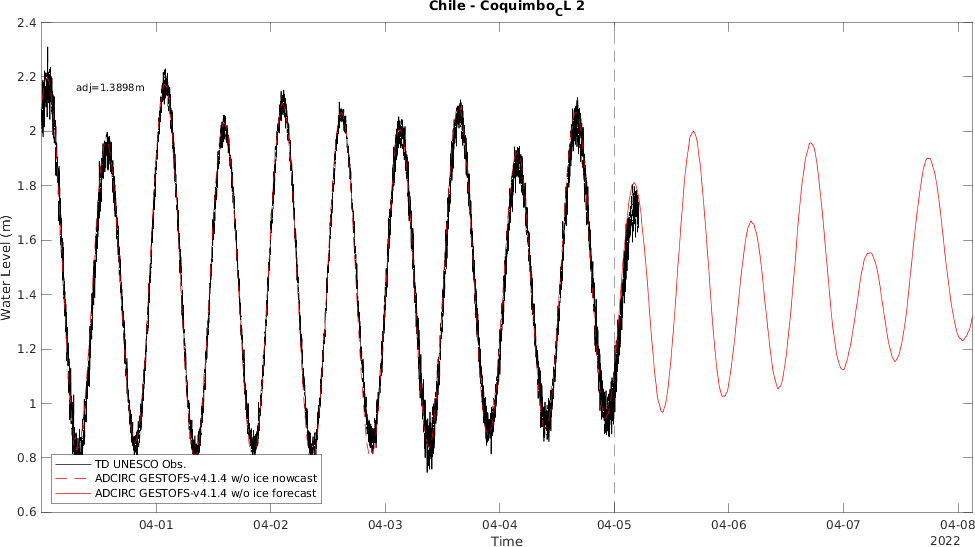 Chile - Coquimbo_CL 2
2.4
2.2
2
1.8
1.6
1.4
1.2
1
0.8
0.6
Water Level (m)
adj=1.3898m
TD UNESCO Obs.
ADCIRC GESTOFS-v4.1.4 w/o ice nowcast
ADCIRC GESTOFS-v4.1.4 w/o ice forecast
04-01 04-02 04-03 04-04 04-05 04-06 04-07 04-08
Time
2022